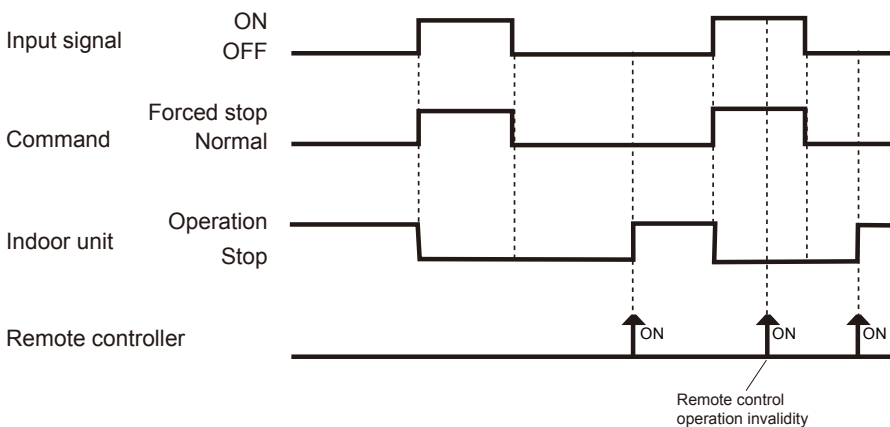 Input signal
ON
OFF
Command
Forced stop
Normal
Indoor unit
Operation
Stop
Remote controller
ON
ON
ON
Remote control
operation invalidity